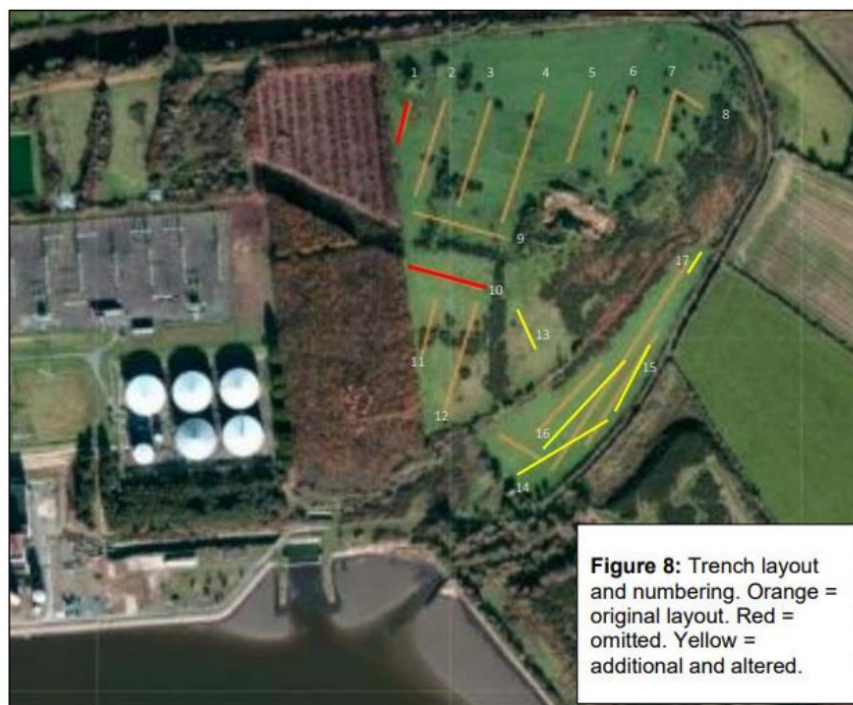 1 2 3 4 5 6 7
8
9
17
10
13
11
15
12
16
14
Figure 8: Trench layout
and numbering. Orange =
original layout. Red =
omitted. Yellow =
additional and altered.